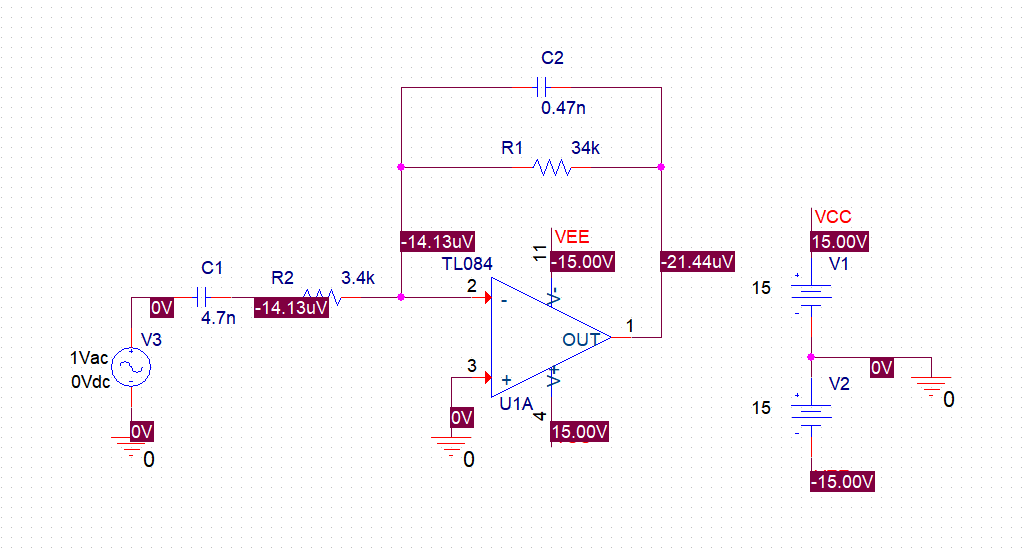 C2
0.47n
R1 34k
VCC
-14.13uV
VEE
15.00V
11
TL084
-15.00V
-21.44uV
V1
C1
R2 3.4k
2
-
V-
15
0V
-14.13uV
4.7n
1
OUT
V3
1Vac
0Vdc
3
+
V+
0V
V2
U1A
0
15
0V
4
0V
15.00V
0
0
-15.00V